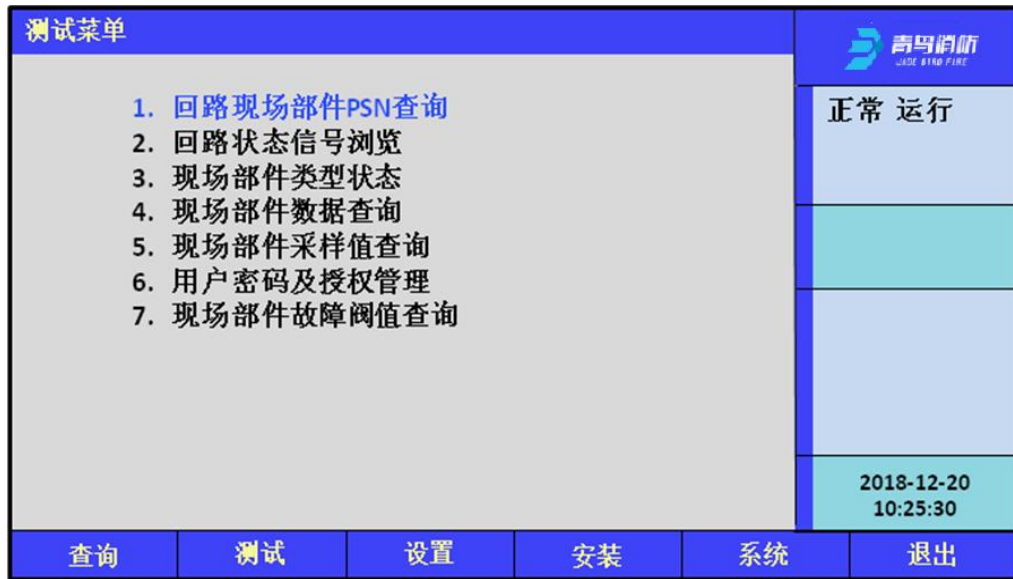 测试菜单
青鸟消防
JADE BIRD FIRE
正常 运行
1. 回路现场部件PSN查询
2. 回路状态信号浏览
3. 现场部件类型状态
4. 现场部件数据查询
5. 现场部件采样值查询
6. 用户密码及授权管理
7. 现场部件故障阀值查询
2018-12-20
10:25:30
查询 测试 设置 安装 系统 退出